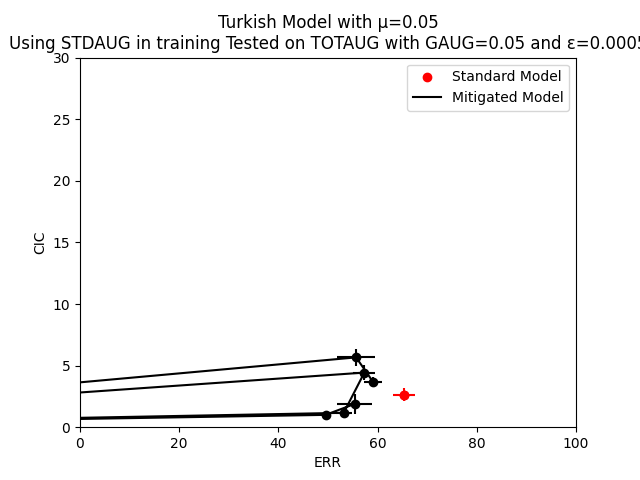 Turkish Model with μ=0.05
Using STDAUG in training Tested on TOTAUG with GAUG=0.05 and ε=0.0005
Standard Model
Mitigated Model
30
25
20
15
10
5
0
CIC
0 20 40 60 80 100
ERR